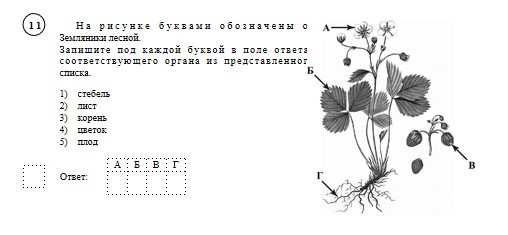 11
На рисунке буквами обозначены о
Земляники лесной.
Запишите под каждой буквой в поле ответа
соответствующего органа из представленног
списка.
1) стебель
2) лист
3) корень
4) цветок
5) плод
Ответ:
А Б В Г
А
Б
В
Г